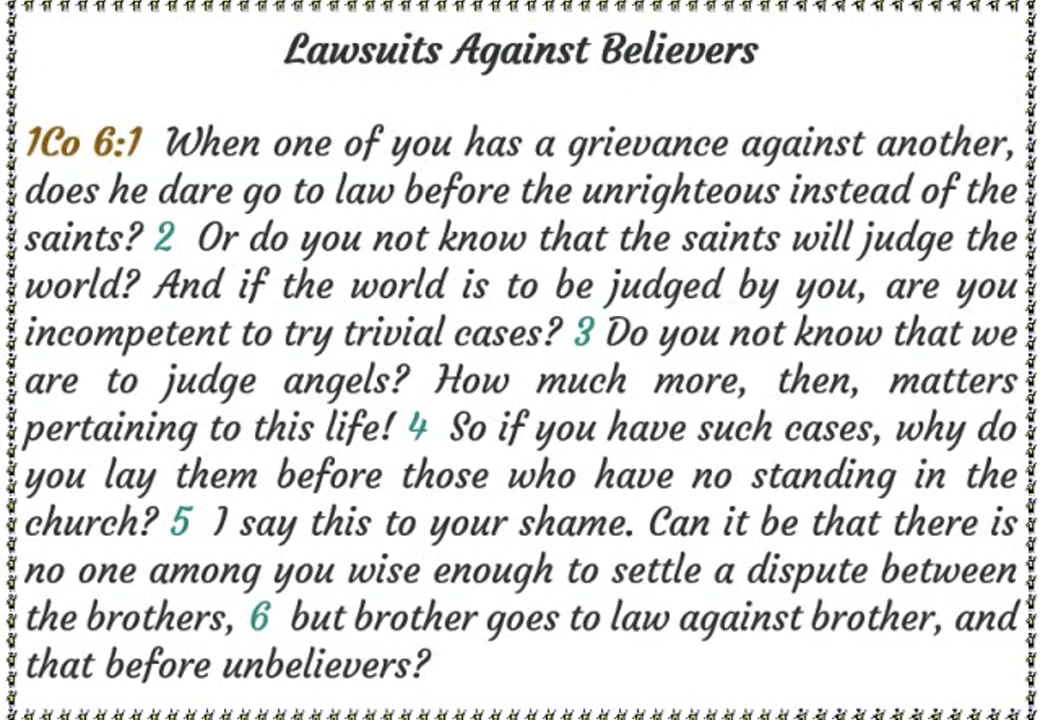 Lawsuits Against Believers
1Co 6:1 When one of you has a grievance against another,
does he dare go to law before the unrighteous instead of the
saints? 2 Or do you not know that the saints will judge the
world? And if the world is to be judged by you, are you
incompetent to try trivial cases? 3 Do you not know that we
are to judge angels? How much more, then, matters
pertaining to this life! 4 So if you have such cases, why do
you lay them before those who have no standing in the
church? 5 I say this to your shame. Can it be that there is
no one among you wise enough to settle a dispute between
the brothers, 6 but brother goes to law against brother, and
that before unbelievers?